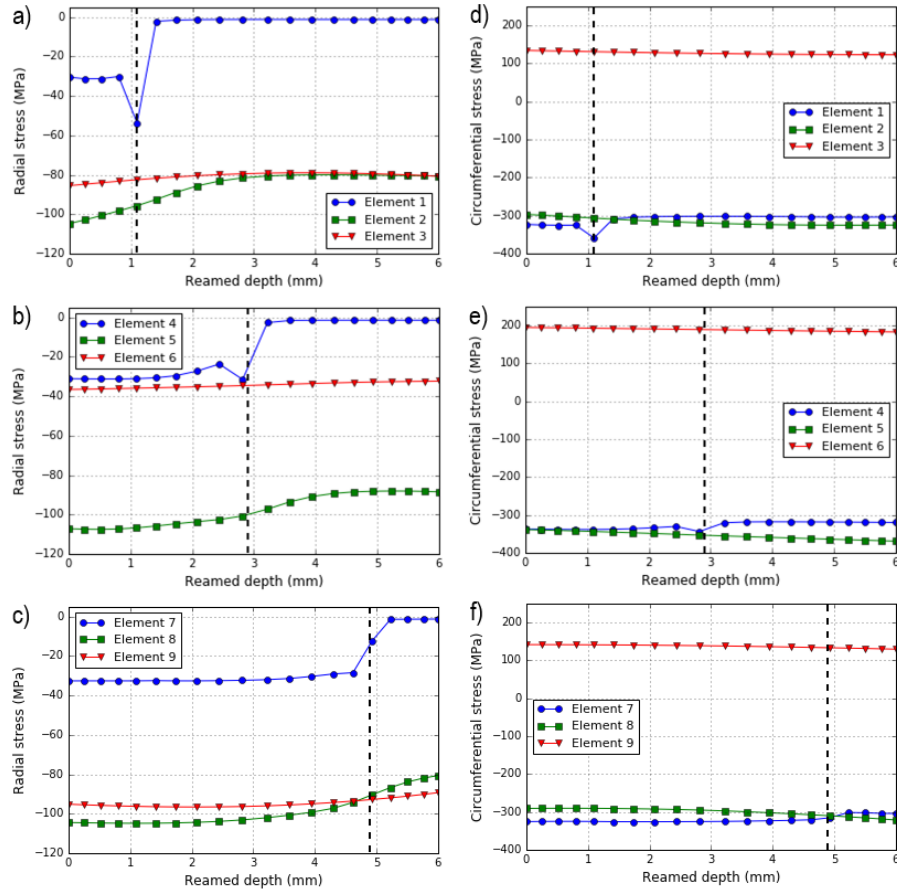 a)
0
−20
−40
−60
−80
−100
−120
Radial stress (MPa)
Element 1
Element 2
Element 3
0 1 2 3 4 5 6
Reamed depth (mm)
d)
200
100
0
−100
−200
−300
−400
Circumferential stress (MPa)
Element 1
Element 2
Element 3
0 1 2 3 4 5 6
Reamed depth (mm)
b)
0
−20
−40
−60
−80
−100
−120
Radial stress (MPa)
Element 4
Element 5
Element 6
0 1 2 3 4 5 6
Reamed depth (mm)
e)
200
100
0
−100
−200
−300
−400
Circumferential stress (MPa)
Element 4
Element 5
Element 6
0 1 2 3 4 5 6
Reamed depth (mm)
c)
0
−20
−40
−60
−80
−100
−120
Radial stress (MPa)
Element 7
Element 8
Element 9
0 1 2 3 4 5 6
Reamed depth (mm)
f)
200
100
0
−100
−200
−300
−400
Circumferential stress (MPa)
Element 7
Element 8
Element 9
0 1 2 3 4 5 6
Reamed depth (mm)